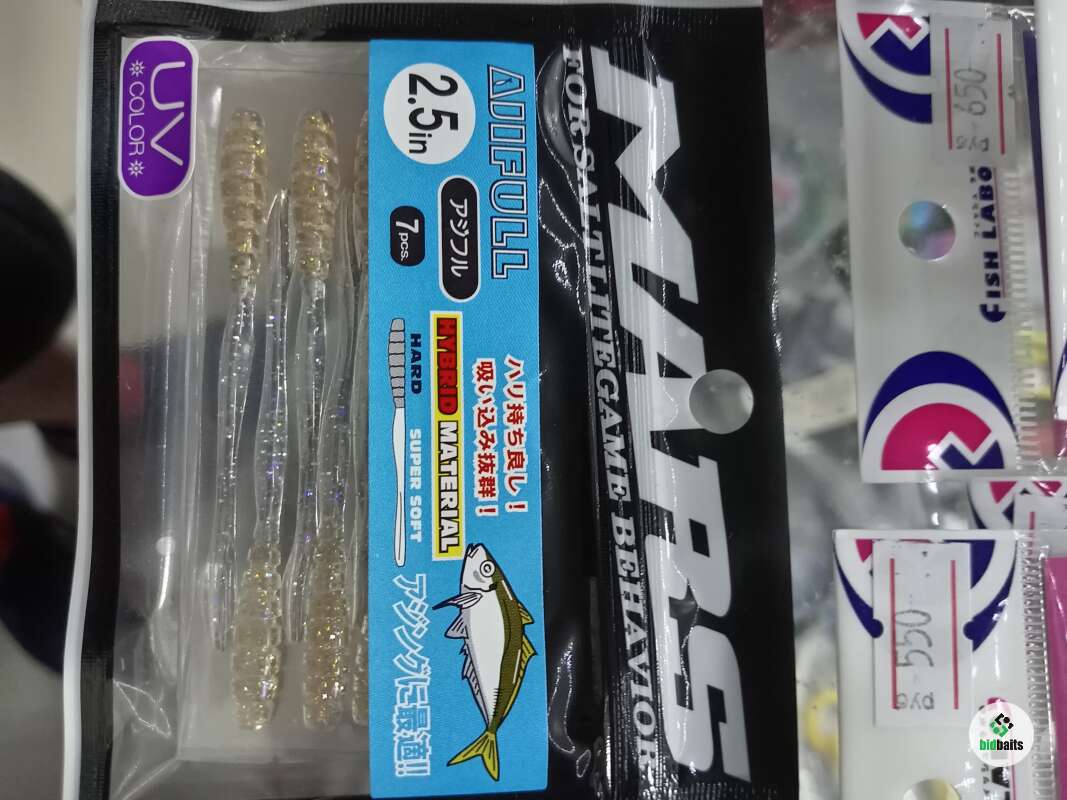 MARS
FOR SALTLITEGAME BEHAVIOR
AJIFULL
2.5in
アジフル
7pcs.
ハリ持ち良し!
吸い込み抜群!
HYBRID MATERIAL
HARD
SUPER SOFT
アジングに最適!!
UV
COLOR
650
руб
FISH LABO
550
руб
bidbaits